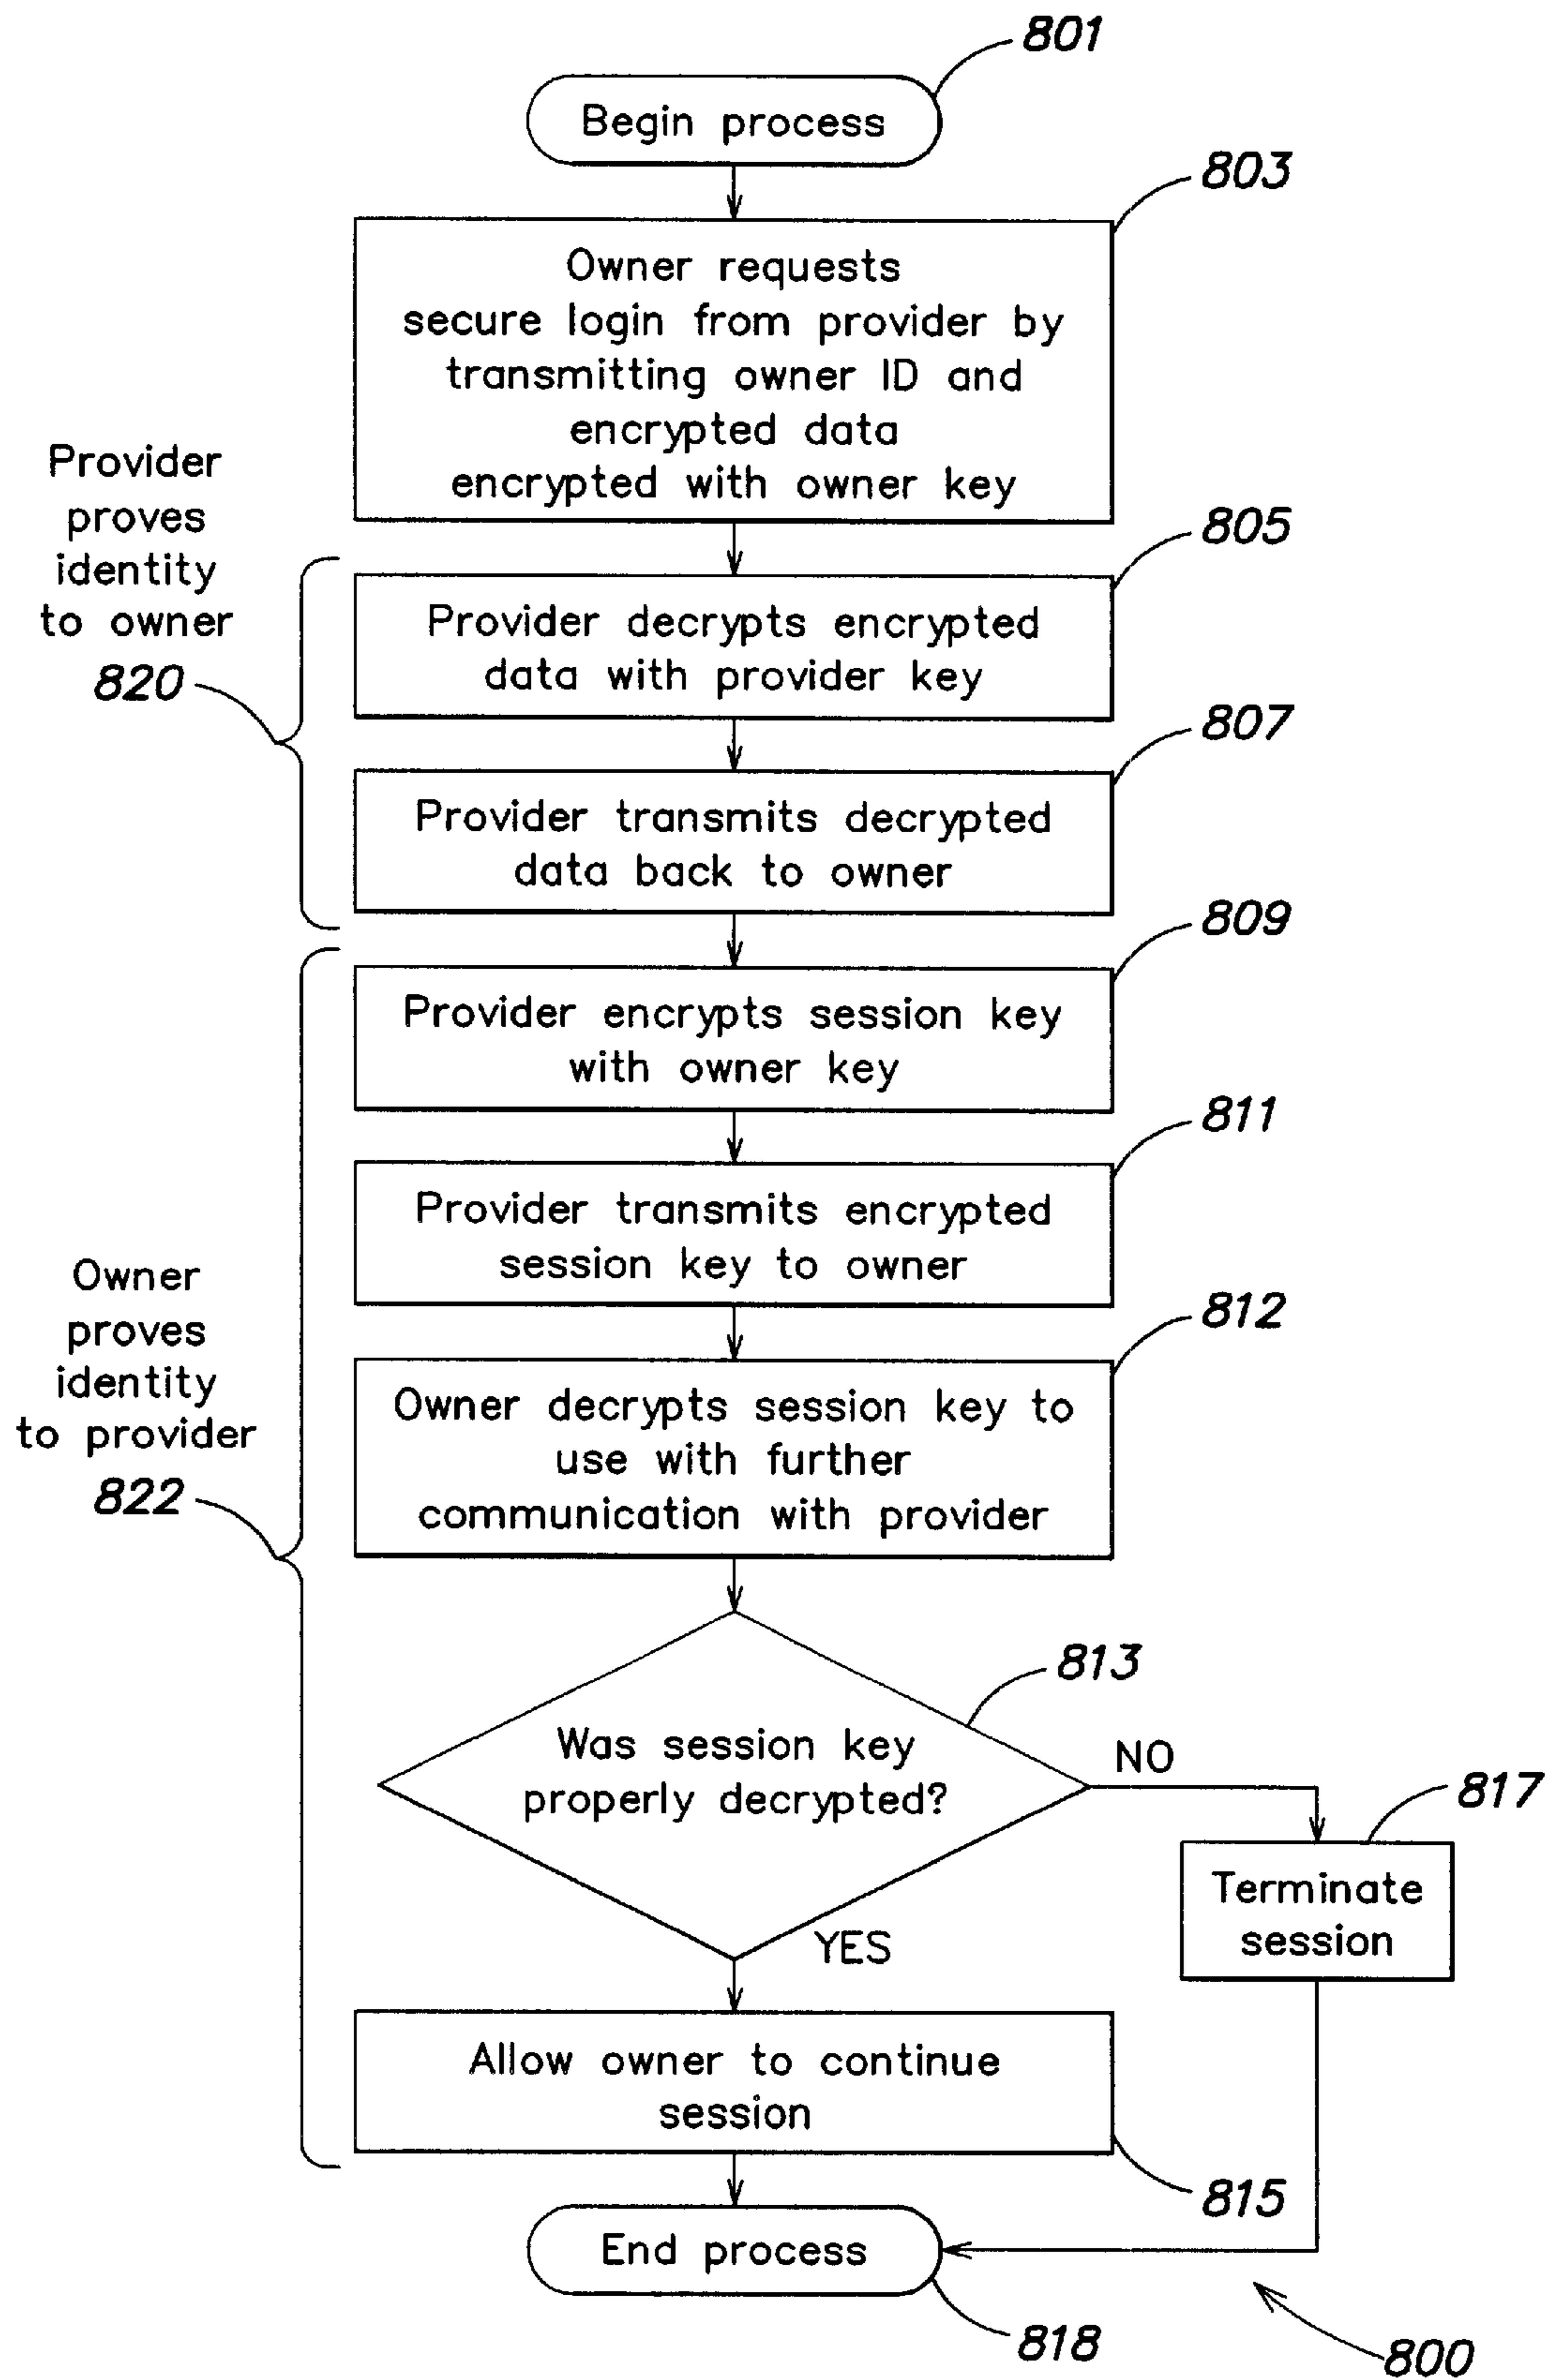 801
Begin process
803
Owner requests
secure login from provider by
transmitting owner ID and
encrypted data
encrypted with owner key
Provider
proves
identity
to owner
820
805
Provider decrypts encrypted
data with provider key
807
Provider transmits decrypted
data back to owner
809
Provider encrypts session key
with owner key
811
Provider transmits encrypted
session key to owner
Owner
proves
identity
to provider
822
812
Owner decrypts session key to
use with further
communication with provider
813
Was session key
properly decrypted?
NO
817
Terminate
session
YES
Allow owner to continue
session
815
End process
818
800